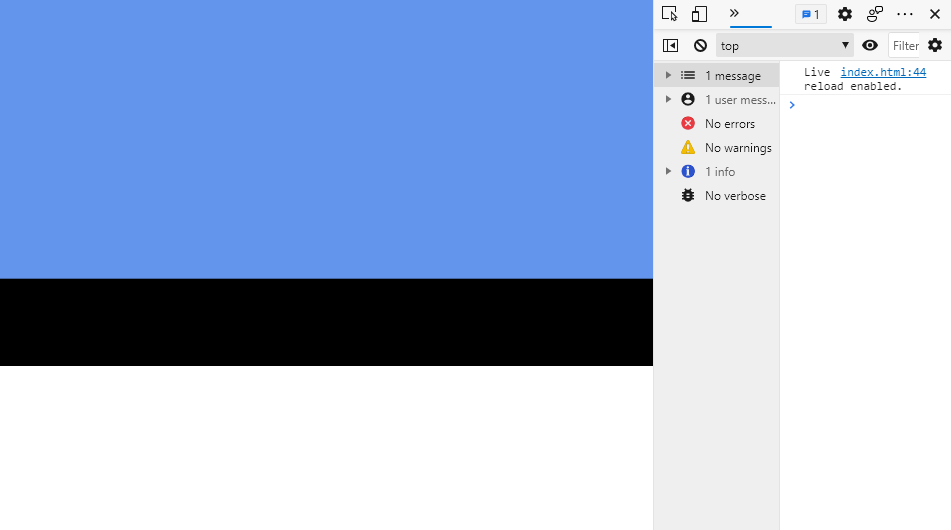 1
top
Filter
1 message
1 user mess...
No errors
No warnings
1 info
No verbose
Live index.html:44
reload enabled.